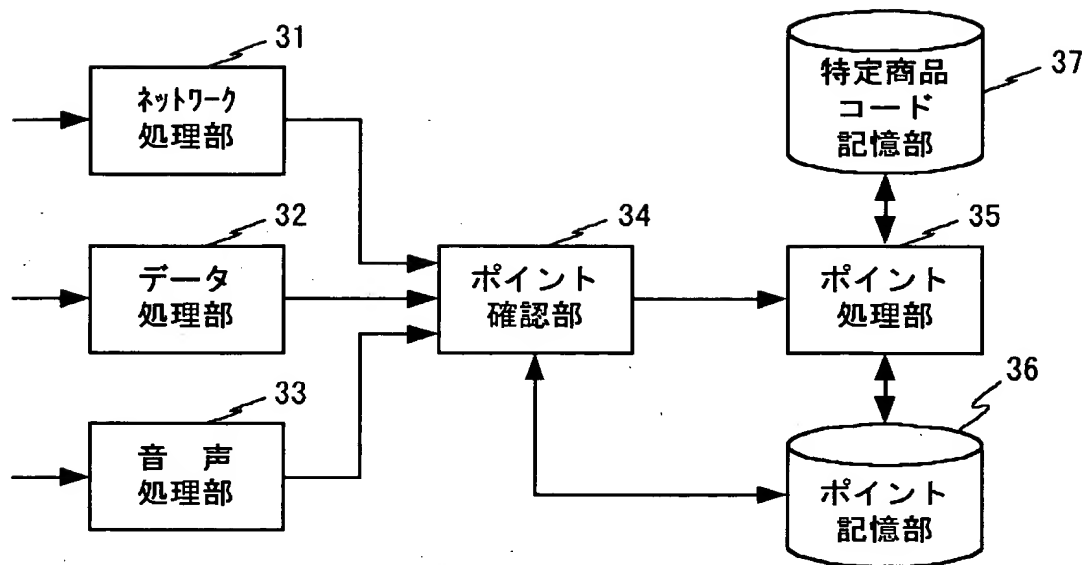 31
ネットワーク
処理部
32
データ
処理部
33
音 声
処理部
34
ポイント
確認部
35
ポイント
処理部
36
ポイント
記憶部
37
特定商品
コード
記憶部